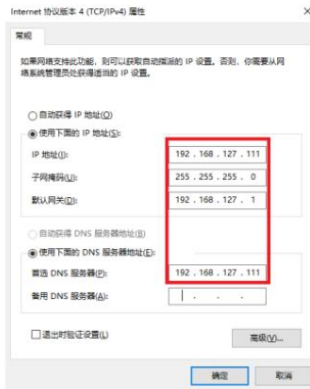 Internet 协议版本 4 (TCP/IPv4) 属性
常规
如果网络支持此功能，则可以获取自动指派的 IP 设置。否则，你需要从网
络系统管理员处获得适当的 IP 设置。
自动获得 IP 地址(O)
使用下面的 IP 地址(S):
IP 地址(I): 192 . 168 . 127 . 111
子网掩码(U): 255 . 255 . 255 . 0
默认网关(D): 192 . 168 . 127 . 1
自动获得 DNS 服务器地址(B)
使用下面的 DNS 服务器地址(E):
首选 DNS 服务器(P): 192 . 168 . 127 . 111
备用 DNS 服务器(A): . . .
退出时验证设置(L)
高级(V)...
确定 取消